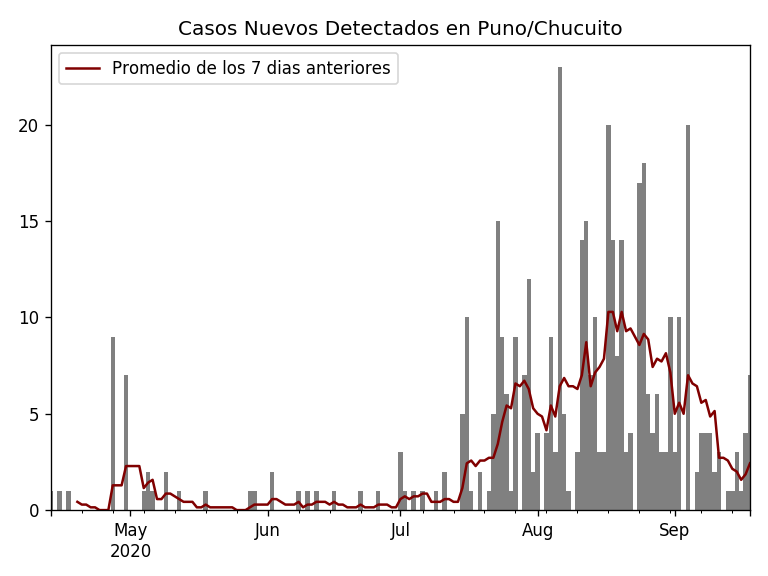 Casos Nuevos Detectados en Puno/Chucuito
Promedio de los 7 dias anteriores
20
15
10
5
0
May Jun Jul Aug Sep
2020